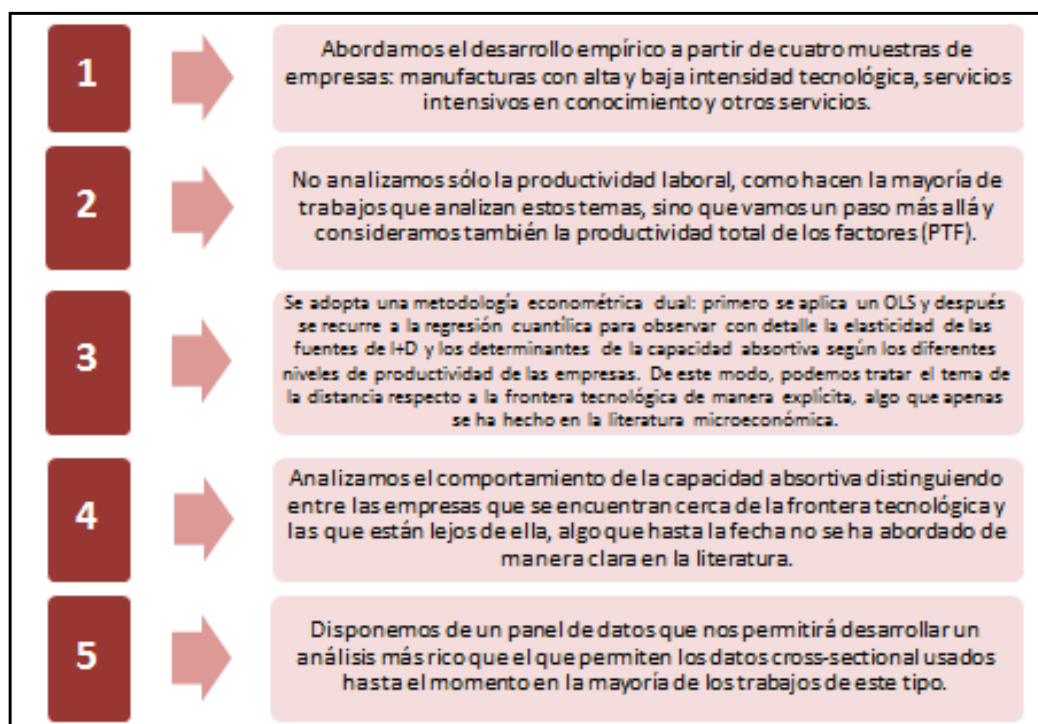 1
Abordamos el desarrollo empírico a partir de cuatro muestras de
empresas: manufacturas con alta y baja intensidad tecnológica, servicios
intensivos en conocimiento y otros servicios.
2
No analizamos sólo la productividad laboral, como hacen la mayoría de
trabajos que analizan estos temas, sino que vamos un paso más allá y
consideramos también la productividad total de los factores (PTF).
3
Se adopta una metodología econométrica dual: primero se aplica un OLS y después
se recurre a la regresión cuantílica para observar con detalle la elasticidad de las
fuentes de I+D y los determinantes de la capacidad absortiva según los diferentes
niveles de productividad de las empresas. De este modo, podemos tratar el tema de
la distancia respecto a la frontera tecnológica de manera explícita, algo que apenas
se ha hecho en la literatura microeconómica.
4
Analizamos el comportamiento de la capacidad absortiva distinguiendo
entre las empresas que se encuentran cerca de la frontera tecnológica y
las que están lejos de ella, algo que hasta la fecha no se ha abordado de
manera clara en la literatura.
5
Disponemos de un panel de datos que nos permitirá desarrollar un
análisis más rico que el que permiten los datos cross-sectional usados
hasta el momento en la mayoría de los trabajos de este tipo.